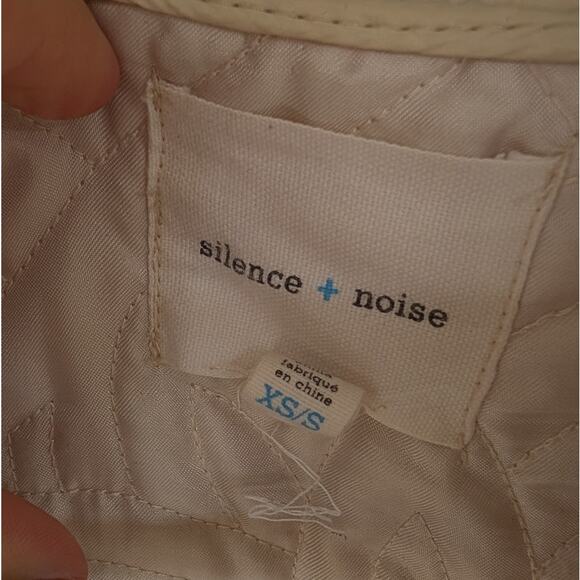 silence + noise
fabriqué
en chine
XS/S